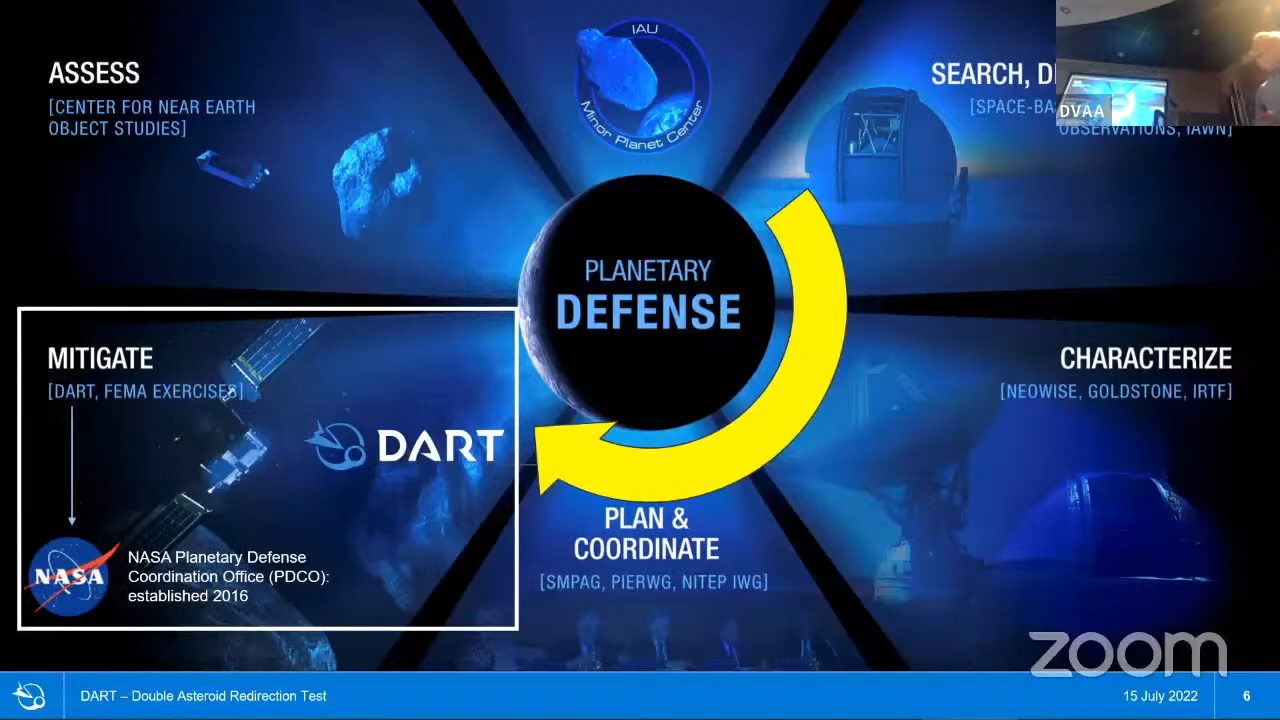 ASSESS
[CENTER FOR NEAR EARTH
OBJECT STUDIES]
IAU
Minor Planet Center
SEARCH,
[SPACE-BA
OBSERVATIONS, IAWN]
DVAA
PLANETARY
DEFENSE
MITIGATE
[DART, FEMA EXERCISES]
DART
NASA
NASA Planetary Defense
Coordination Office (PDCO):
established 2016
CHARACTERIZE
[NEOWISE, GOLDSTONE, IRTF]
PLAN &
COORDINATE
[SMPAG, PIERWG, NITEP IWG]
zoom
DART – Double Asteroid Redirection Test
15 July 2022
6